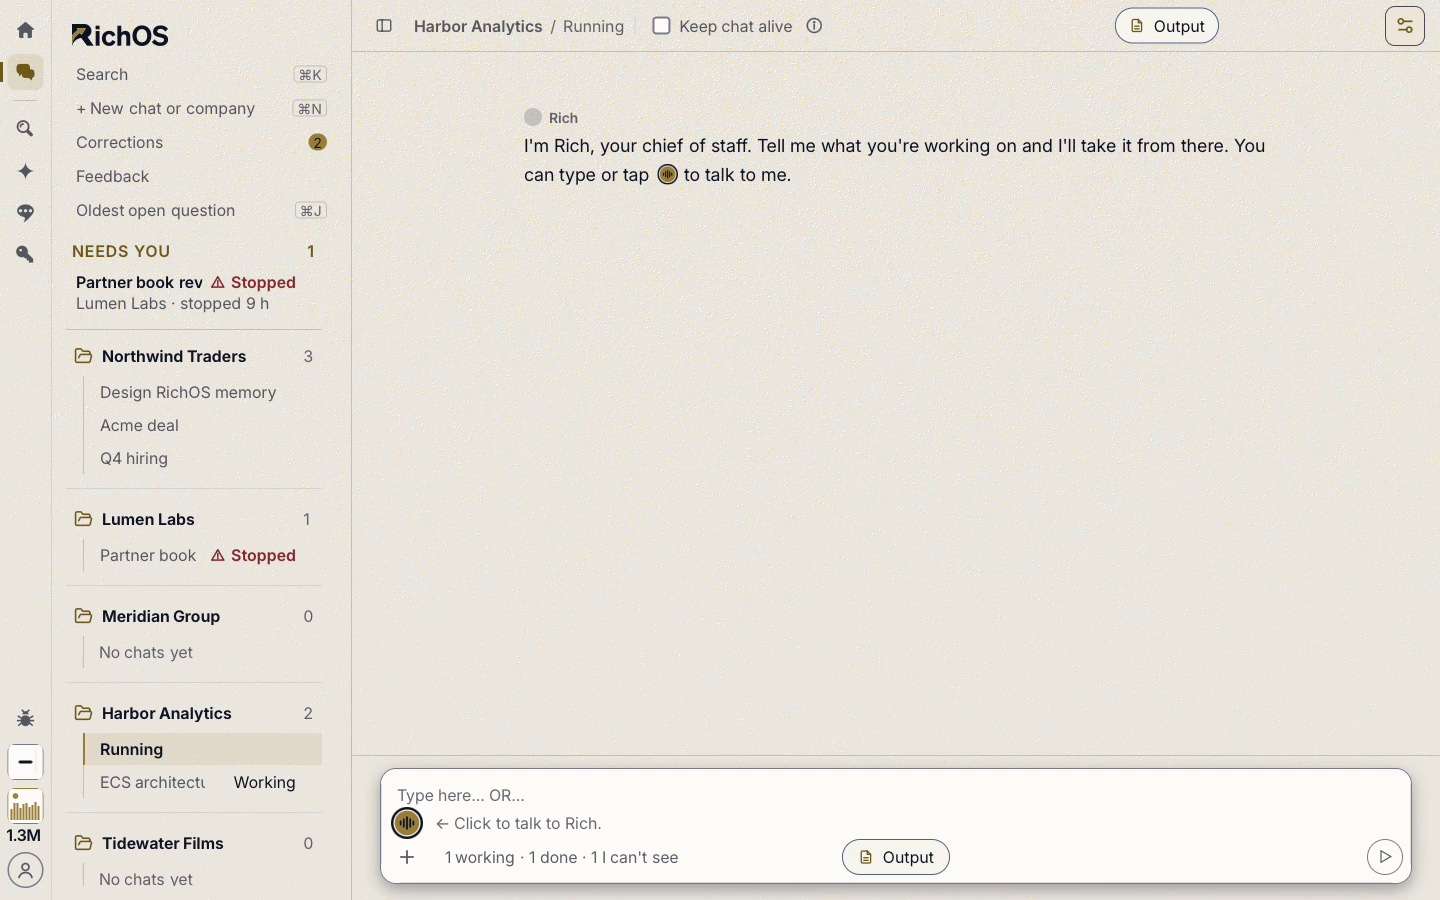 RichOS
Search ⌘K
+ New chat or company ⌘N
Corrections 2
Feedback
Oldest open question ⌘J
NEEDS YOU 1
Partner book rev Stopped
Lumen Labs · stopped 9 h
Northwind Traders 3
Design RichOS memory
Acme deal
Q4 hiring
Lumen Labs 1
Partner book Stopped
Meridian Group 0
No chats yet
Harbor Analytics 2
Running
ECS architectu Working
Tidewater Films 0
No chats yet
1.3M
Harbor Analytics / Running Keep chat alive Output
Rich
I'm Rich, your chief of staff. Tell me what you're working on and I'll take it from there. You
can type or tap to talk to me.
Type here... OR...
← Click to talk to Rich.
1 working · 1 done · 1 I can't see Output